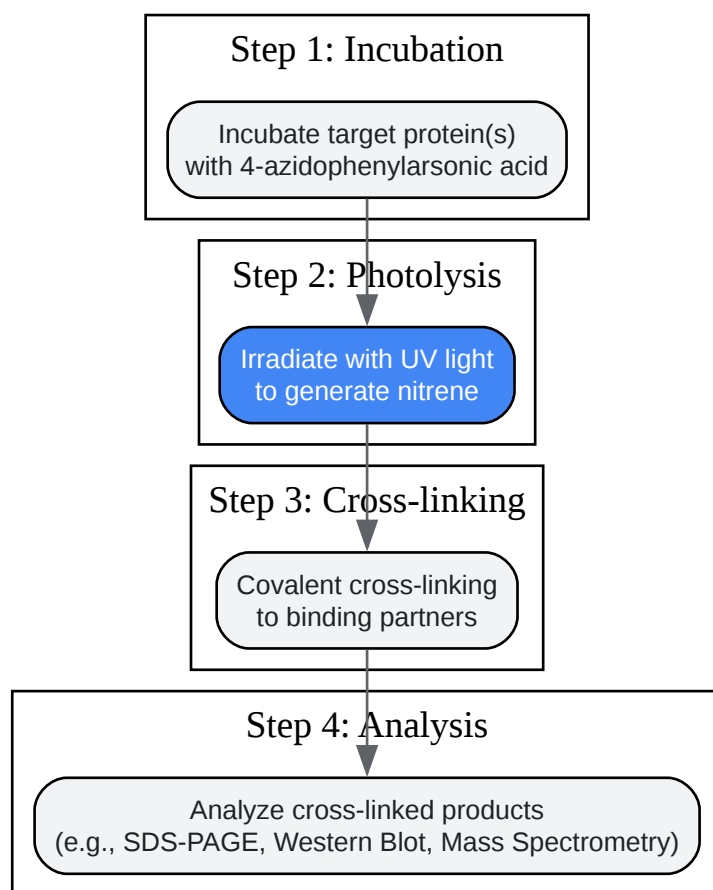 Step 1: Incubation
Incubate target protein(s)
with 4-azidophenylarsonic acid
Step 2: Photolysis
Irradiate with UV light
to generate nitrene
Step 3: Cross-linking
Covalent cross-linking
to binding partners
Step 4: Analysis
Analyze cross-linked products
(e.g., SDS-PAGE, Western Blot, Mass Spectrometry)